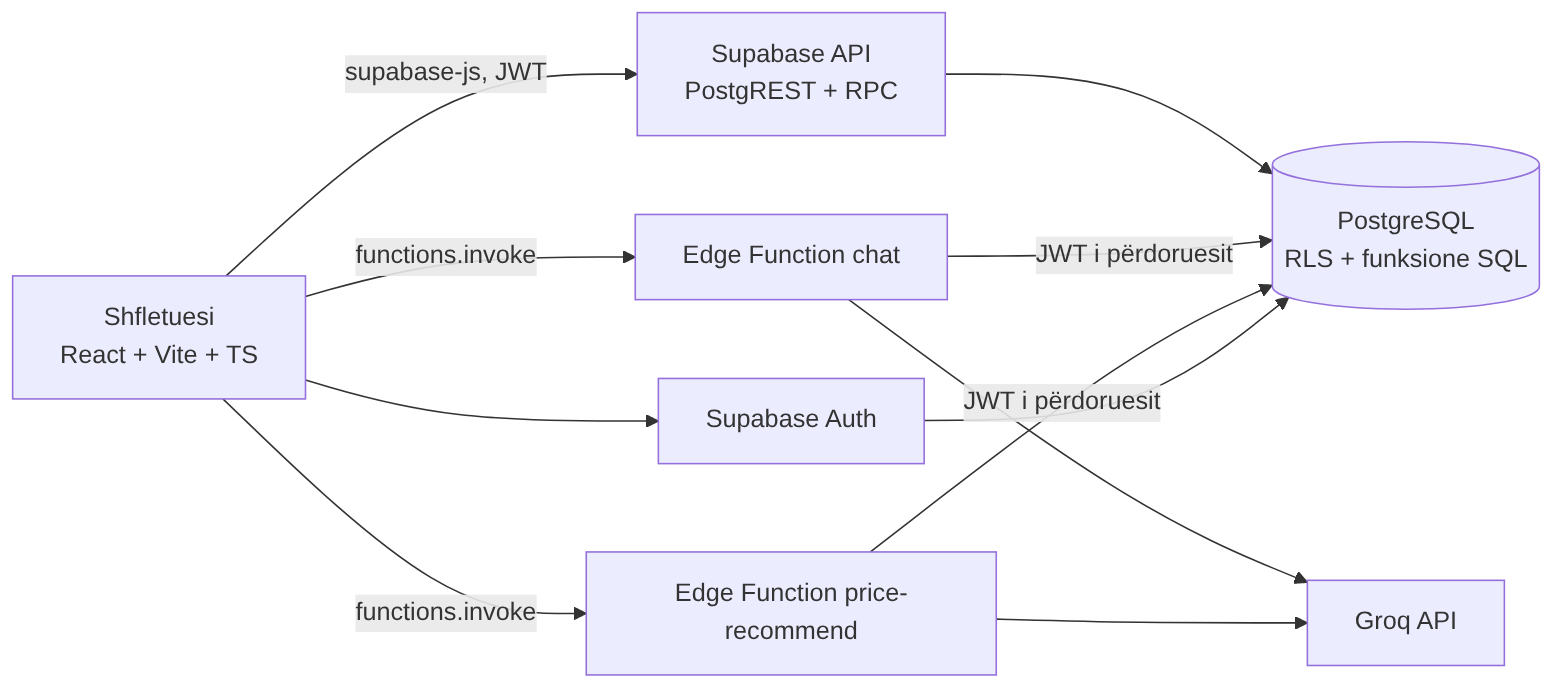 Supabase API
PostgREST + RPC
supabase-js, JWT
PostgreSQL
RLS + funksione SQL
functions.invoke
Edge Function chat
JWT i përdoruesit
Shfletuesi
React + Vite + TS
Supabase Auth
JWT i përdoruesit
functions.invoke
Edge Function price-
recommend
Groq API